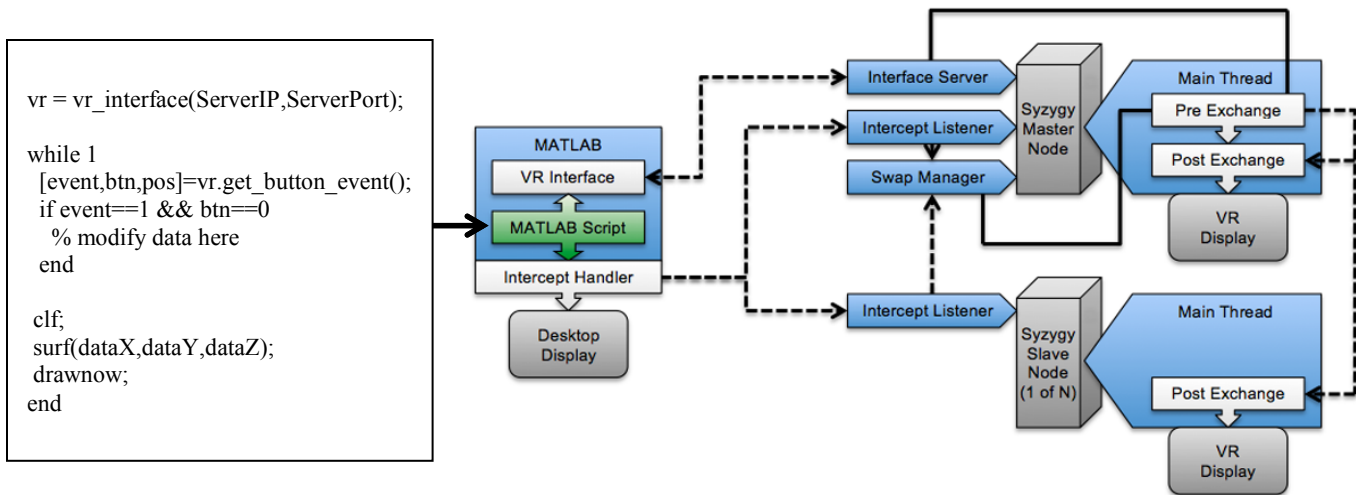 vr = vr_interface(ServerIP,ServerPort);
while 1
[event,btn,pos]=vr.get_button_event();
if event==1 && btn==0
% modify data here
end
clf;
surf(dataX,dataY,dataZ);
drawnow;
end
MATLAB
VR Interface
MATLAB Script
Intercept Handler
Desktop
Display
Interface Server
Intercept Listener
Swap Manager
Syzygy
Master
Node
Main Thread
Pre Exchange
Post Exchange
VR
Display
Intercept Listener
Syzygy
Slave
Node
(1 of N)
Main Thread
Post Exchange
VR
Display